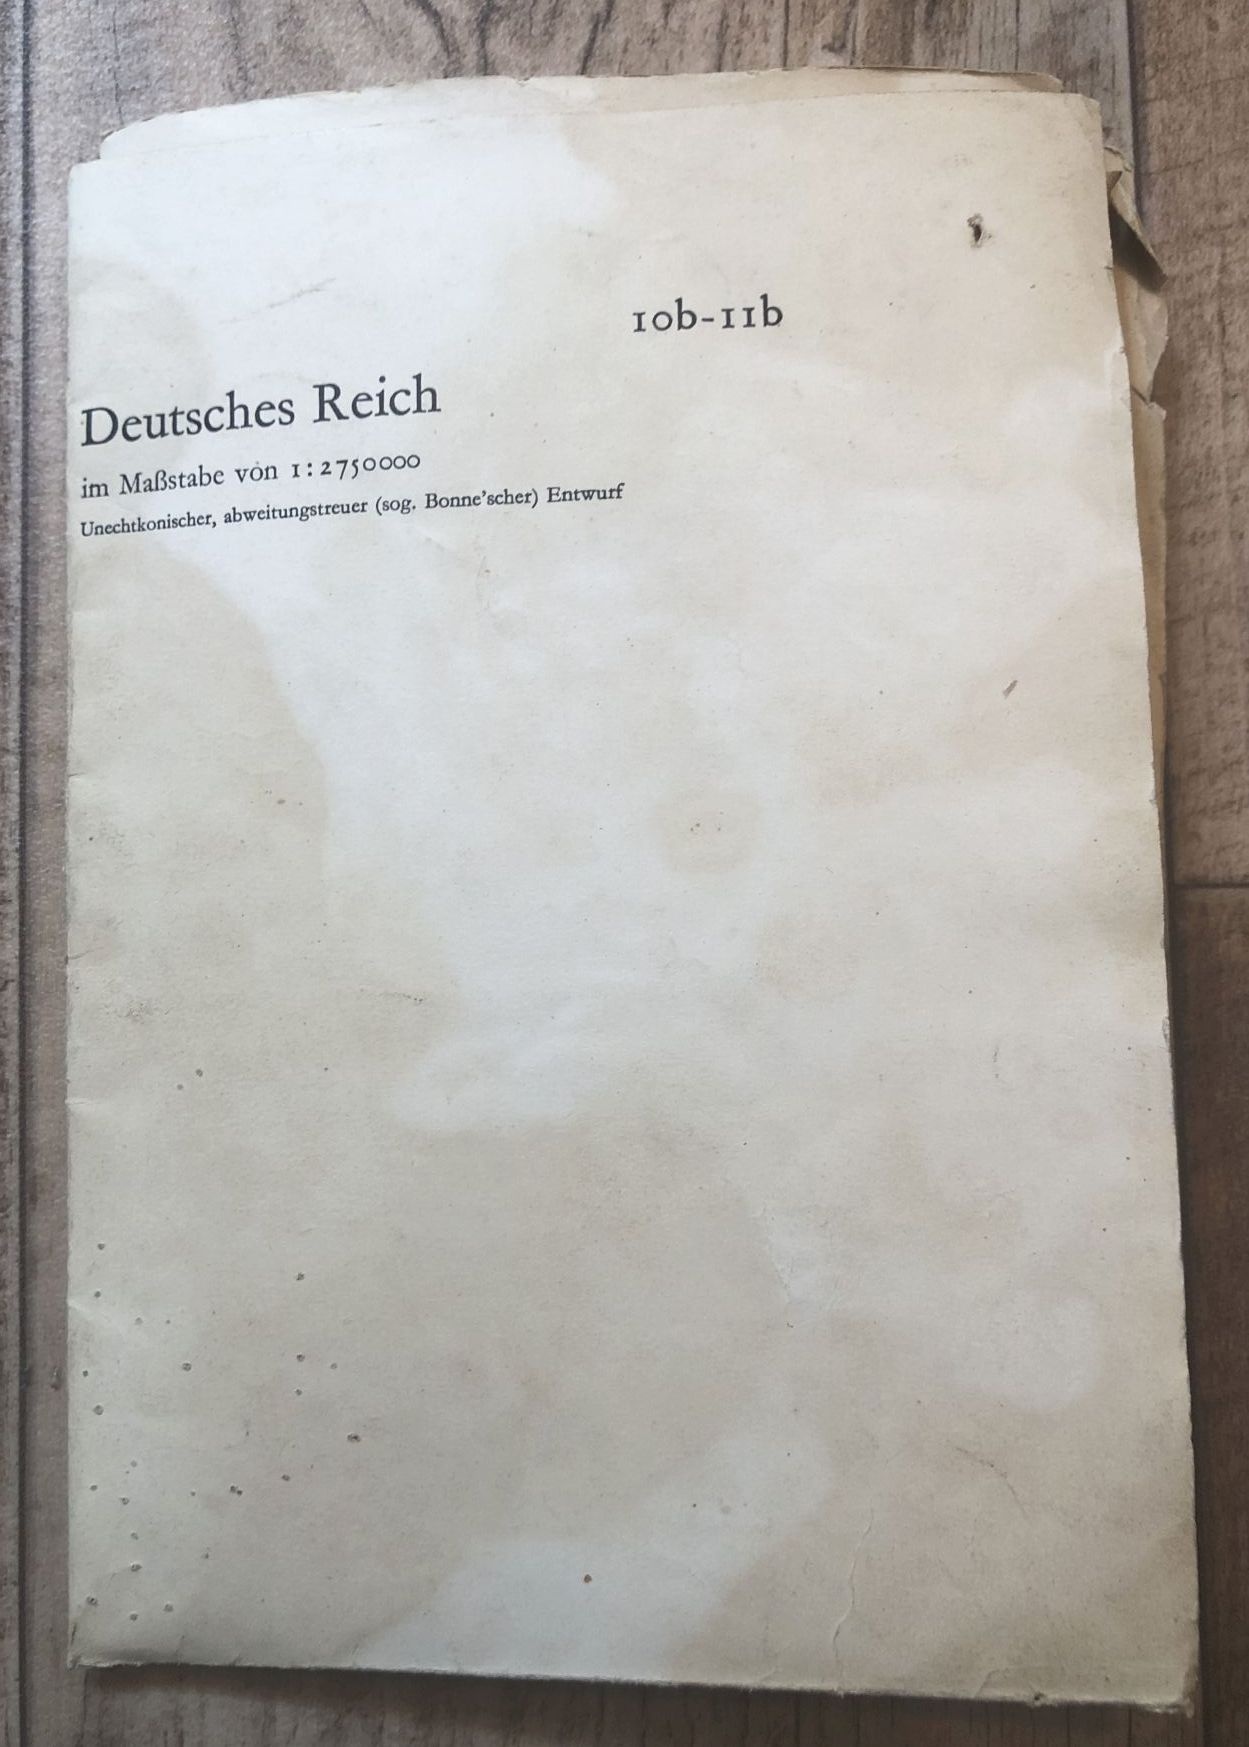 10b-11b
Deutsches Reich
im Maßstabe von 1:2750000
Unechtkonischer, abweitungstreuer (sog. Bonne'scher) Entwurf